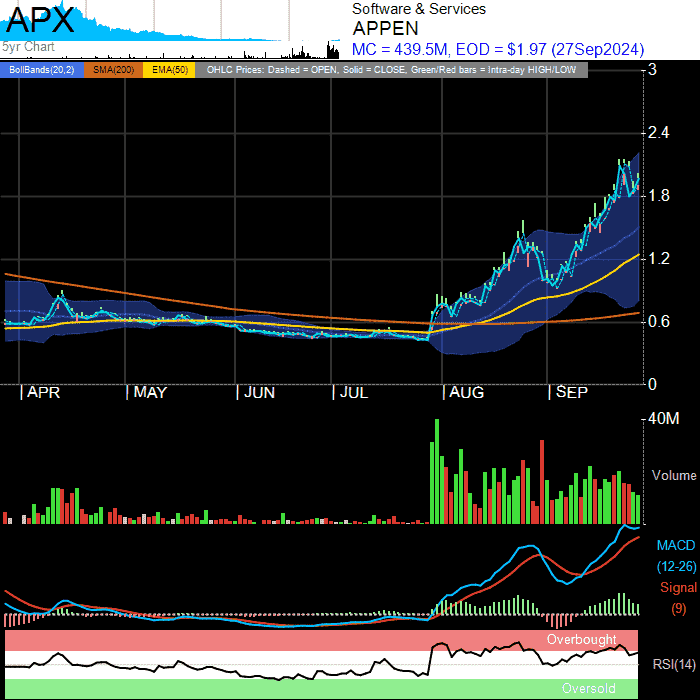 APX
5yr Chart
Software & Services
APPEN
MC = 439.5M, EOD = $1.97 (27Sep2024)
BollBands(20,2) SMA(200) EMA(50) OHLC Prices: Dashed = OPEN, Solid = CLOSE, Green/Red bars = Intra-day HIGH/LOW
3
2.4
1.8
1.2
0.6
0
APR MAY JUN JUL AUG SEP
40M
Volume
MACD
(12-26)
Signal
(9)
Overbought
RSI(14)
Oversold